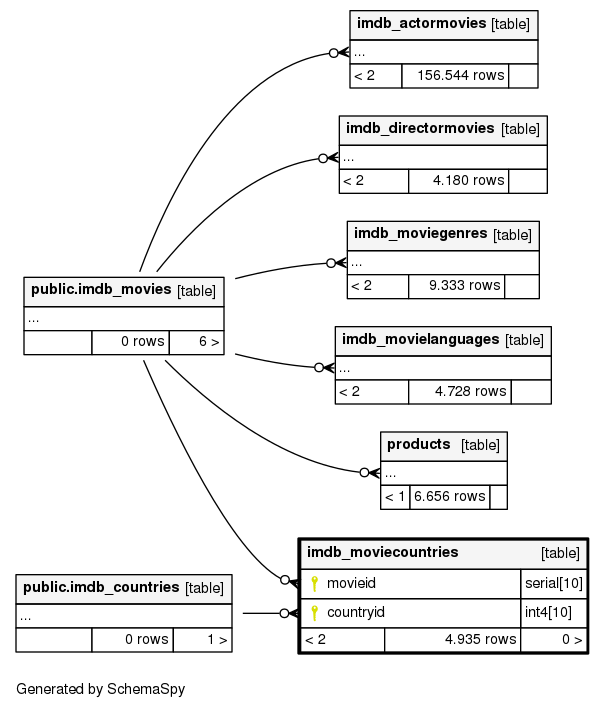 imdb_actormovies [table]
...
< 2 156.544 rows
imdb_directormovies [table]
...
< 2 4.180 rows
imdb_moviegenres [table]
...
< 2 9.333 rows
public.imdb_movies [table]
...
0 rows 6 >
imdb_movielanguages [table]
...
< 2 4.728 rows
products [table]
...
< 1 6.656 rows
imdb_moviecountries [table]
movieid serial[10]
countryid int4[10]
< 2 4.935 rows 0 >
public.imdb_countries [table]
...
0 rows 1 >
Generated by SchemaSpy